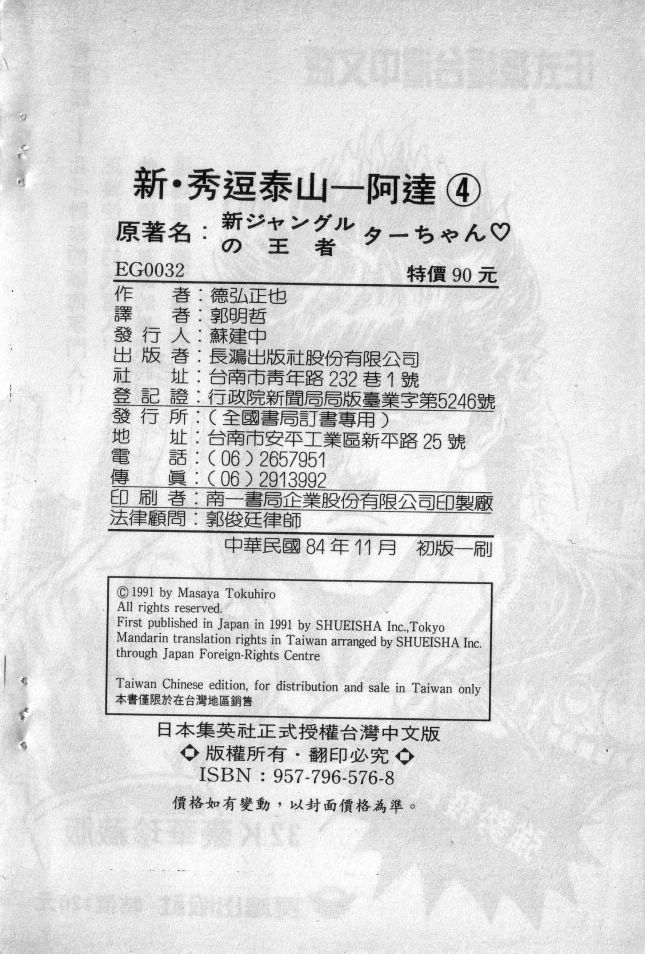 新·秀逗泰山—阿達④
原著名：新ジャングルの王者 ターちゃん♡
EG0032 特價 90 元
作者：德弘正也
譯者：郭明哲
發行人：蘇建中
出版者：長鴻出版社股份有限公司
社址：台南市靑年路 232 巷 1 號
登記證：行政院新聞局局版臺業字第5246號
發行所：（全國書局訂書專用）
地址：台南市安平工業區新平路 25 號
電話：（06）2657951
傳眞：（06）2913992
印刷者：南一書局企業股份有限公司印製廠
法律顧問：郭俊廷律師
中華民國 84 年 11 月 初版一刷
©1991 by Masaya Tokuhiro
All rights reserved.
First published in Japan in 1991 by SHUEISHA Inc.,Tokyo
Mandarin translation rights in Taiwan arranged by SHUEISHA Inc.
through Japan Foreign-Rights Centre
Taiwan Chinese edition, for distribution and sale in Taiwan only
本書僅限於在台灣地區銷售
日本集英社正式授權台灣中文版
◇ 版權所有·翻印必究 ◇
ISBN：957-796-576-8
價格如有變動，以封面價格為準。